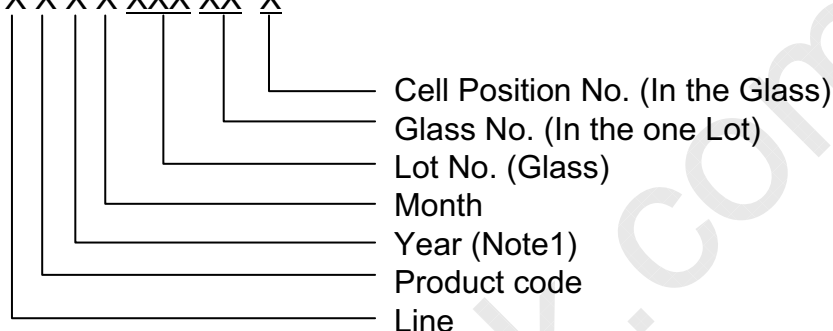 X X X X XXX XX X
Cell Position No. (In the Glass)
Glass No. (In the one Lot)
Lot No. (Glass)
Month
Year (Note1)
Product code
Line